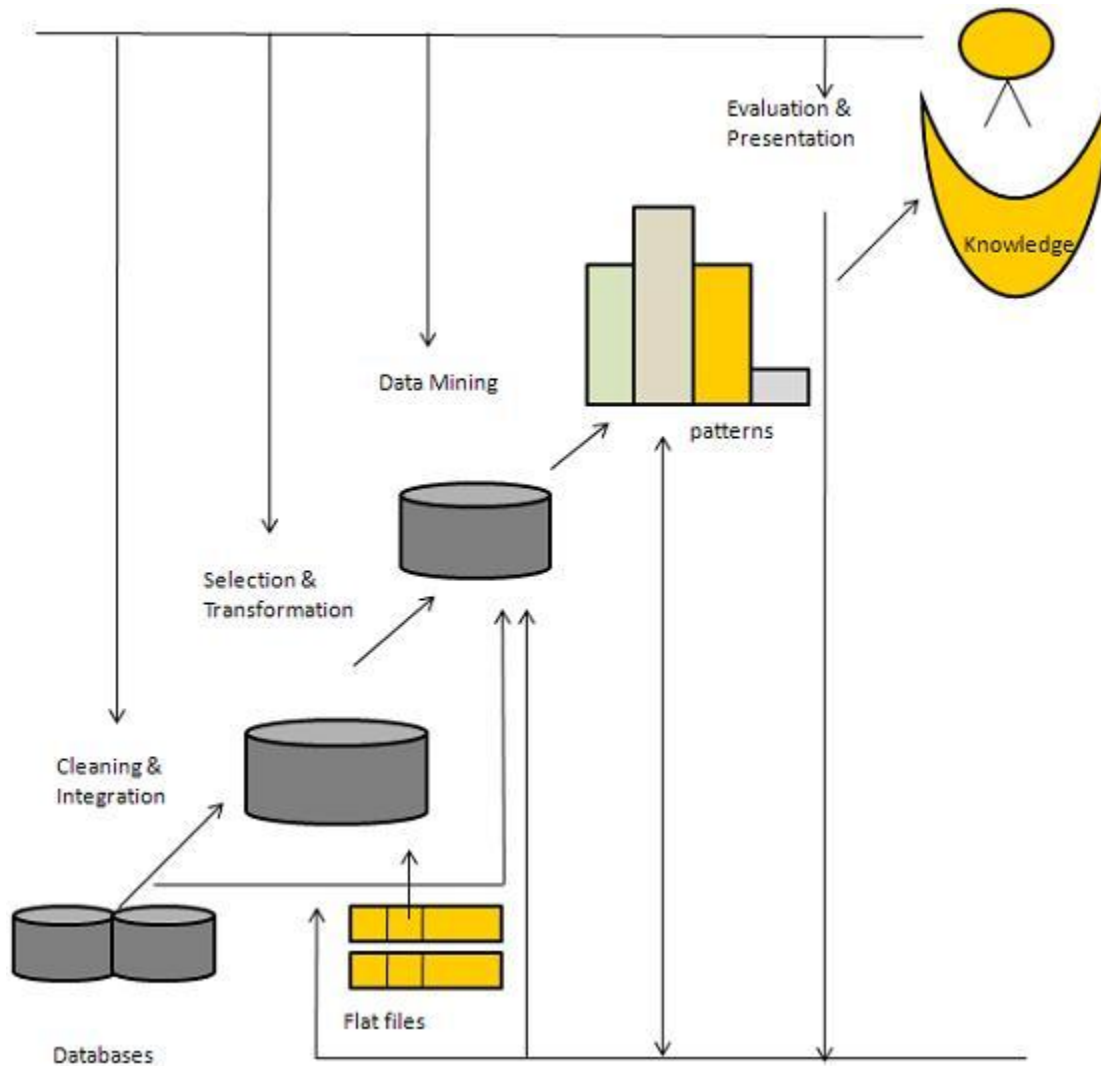 Evaluation &
Presentation
Knowledge
Data Mining
patterns
Selection &
Transformation
Cleaning &
Integration
Flat files
Databases